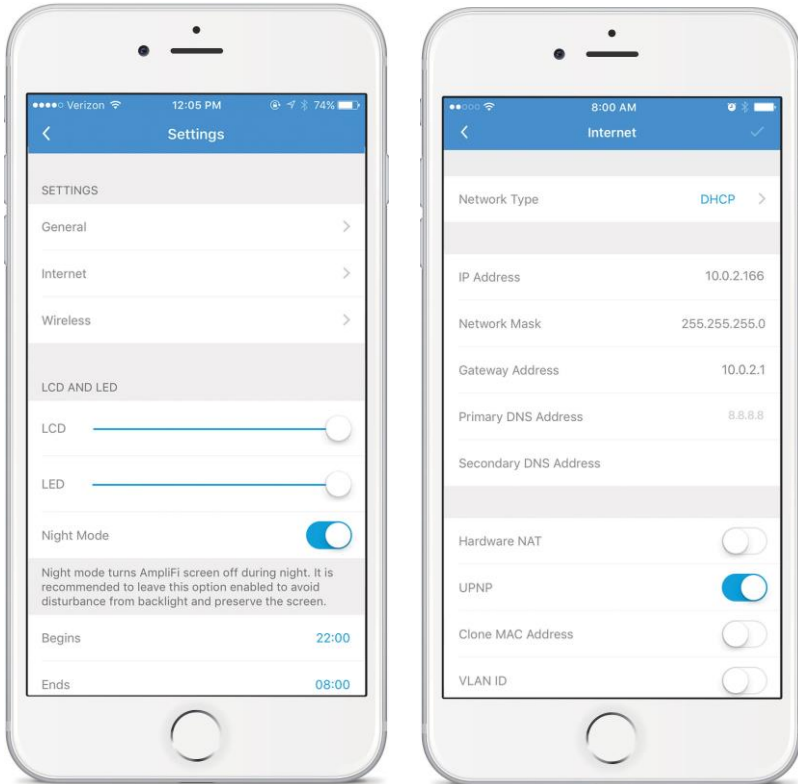 Verizon 12:05 PM 74%
Settings
SETTINGS
General
Internet
Wireless
LCD AND LED
LCD
LED
Night Mode
Night mode turns AmpliFi screen off during night. It is
recommended to leave this option enabled to avoid
disturbance from backlight and preserve the screen.
Begins 22:00
Ends 08:00
8:00 AM
Internet
Network Type DHCP
IP Address 10.0.2.166
Network Mask 255.255.255.0
Gateway Address 10.0.2.1
Primary DNS Address 8.8.8.8
Secondary DNS Address
Hardware NAT
UPNP
Clone MAC Address
VLAN ID